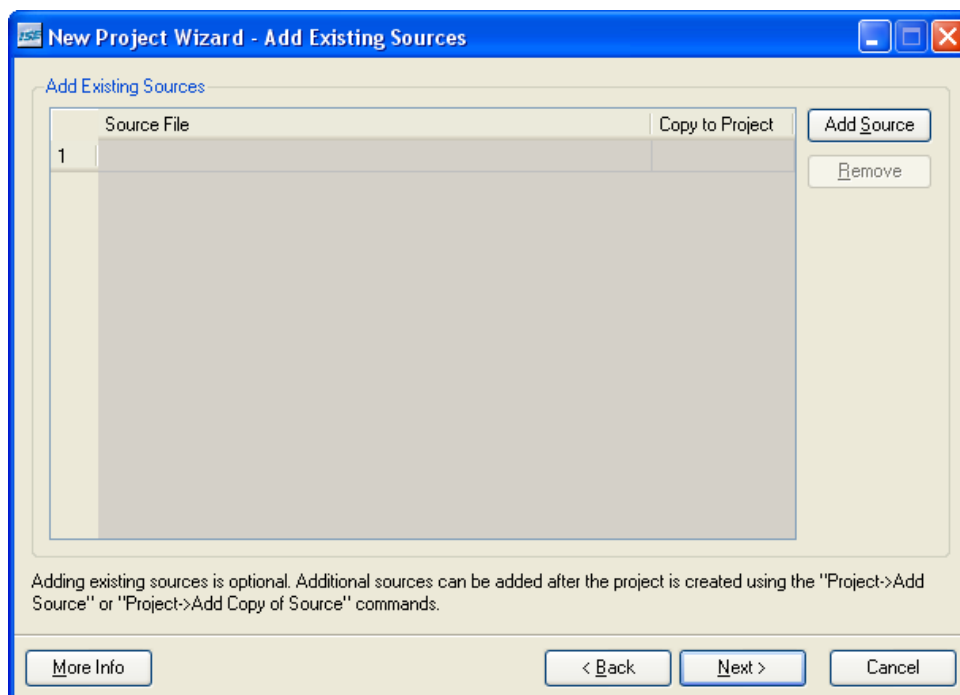 ISE New Project Wizard - Add Existing Sources
Add Existing Sources
Source File Copy to Project Add Source
1
Remove
Adding existing sources is optional. Additional sources can be added after the project is created using the "Project->Add
Source" or "Project->Add Copy of Source" commands.
More Info < Back Next > Cancel